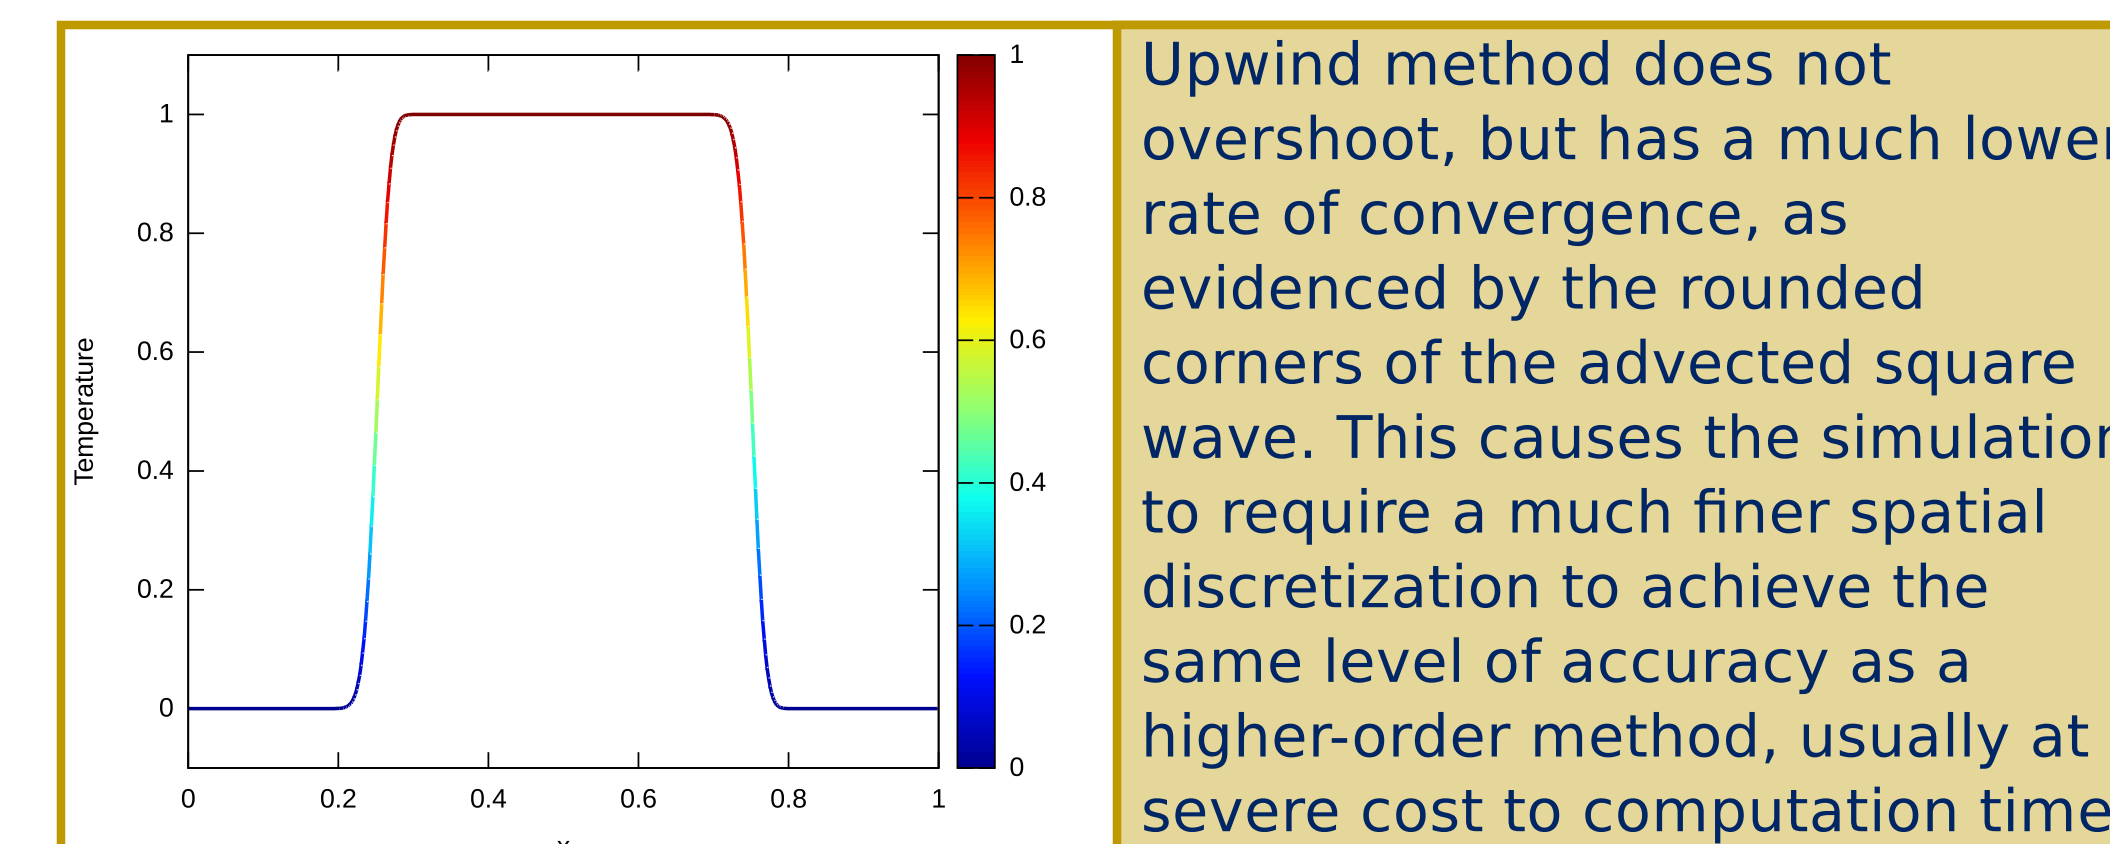 1
0.8
0.6
0.4
0.2
0
Temperature
0
0.2
0.4
0.6
0.8
1
x
1
0.8
0.6
0.4
0.2
0
Upwind method does not
overshoot, but has a much lower
rate of convergence, as
evidenced by the rounded
corners of the advected square
wave. This causes the simulation
to require a much finer spatial
discretization to achieve the
same level of accuracy as a
higher-order method, usually at
severe cost to computation time